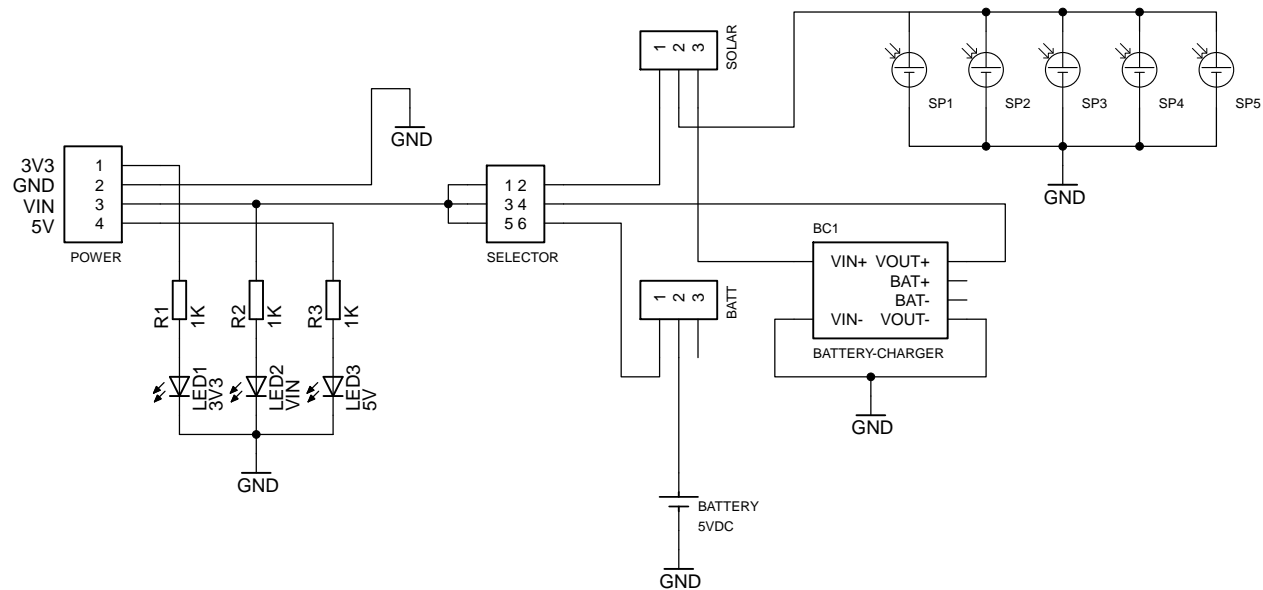 1 2 3
SOLAR
SP1
SP2
SP3
SP4
SP5
GND
GND
3V3
GND
VIN
5V
1
2
3
4
POWER
1 2
3 4
5 6
SELECTOR
BC1
VIN+ VOUT+
BAT+
BAT-
VIN- VOUT-
BATTERY-CHARGER
GND
1 2 3
BATT
R1
1K
R2
1K
R3
1K
LED1
3V3
LED2
VIN
LED3
5V
GND
BATTERY
5VDC
GND